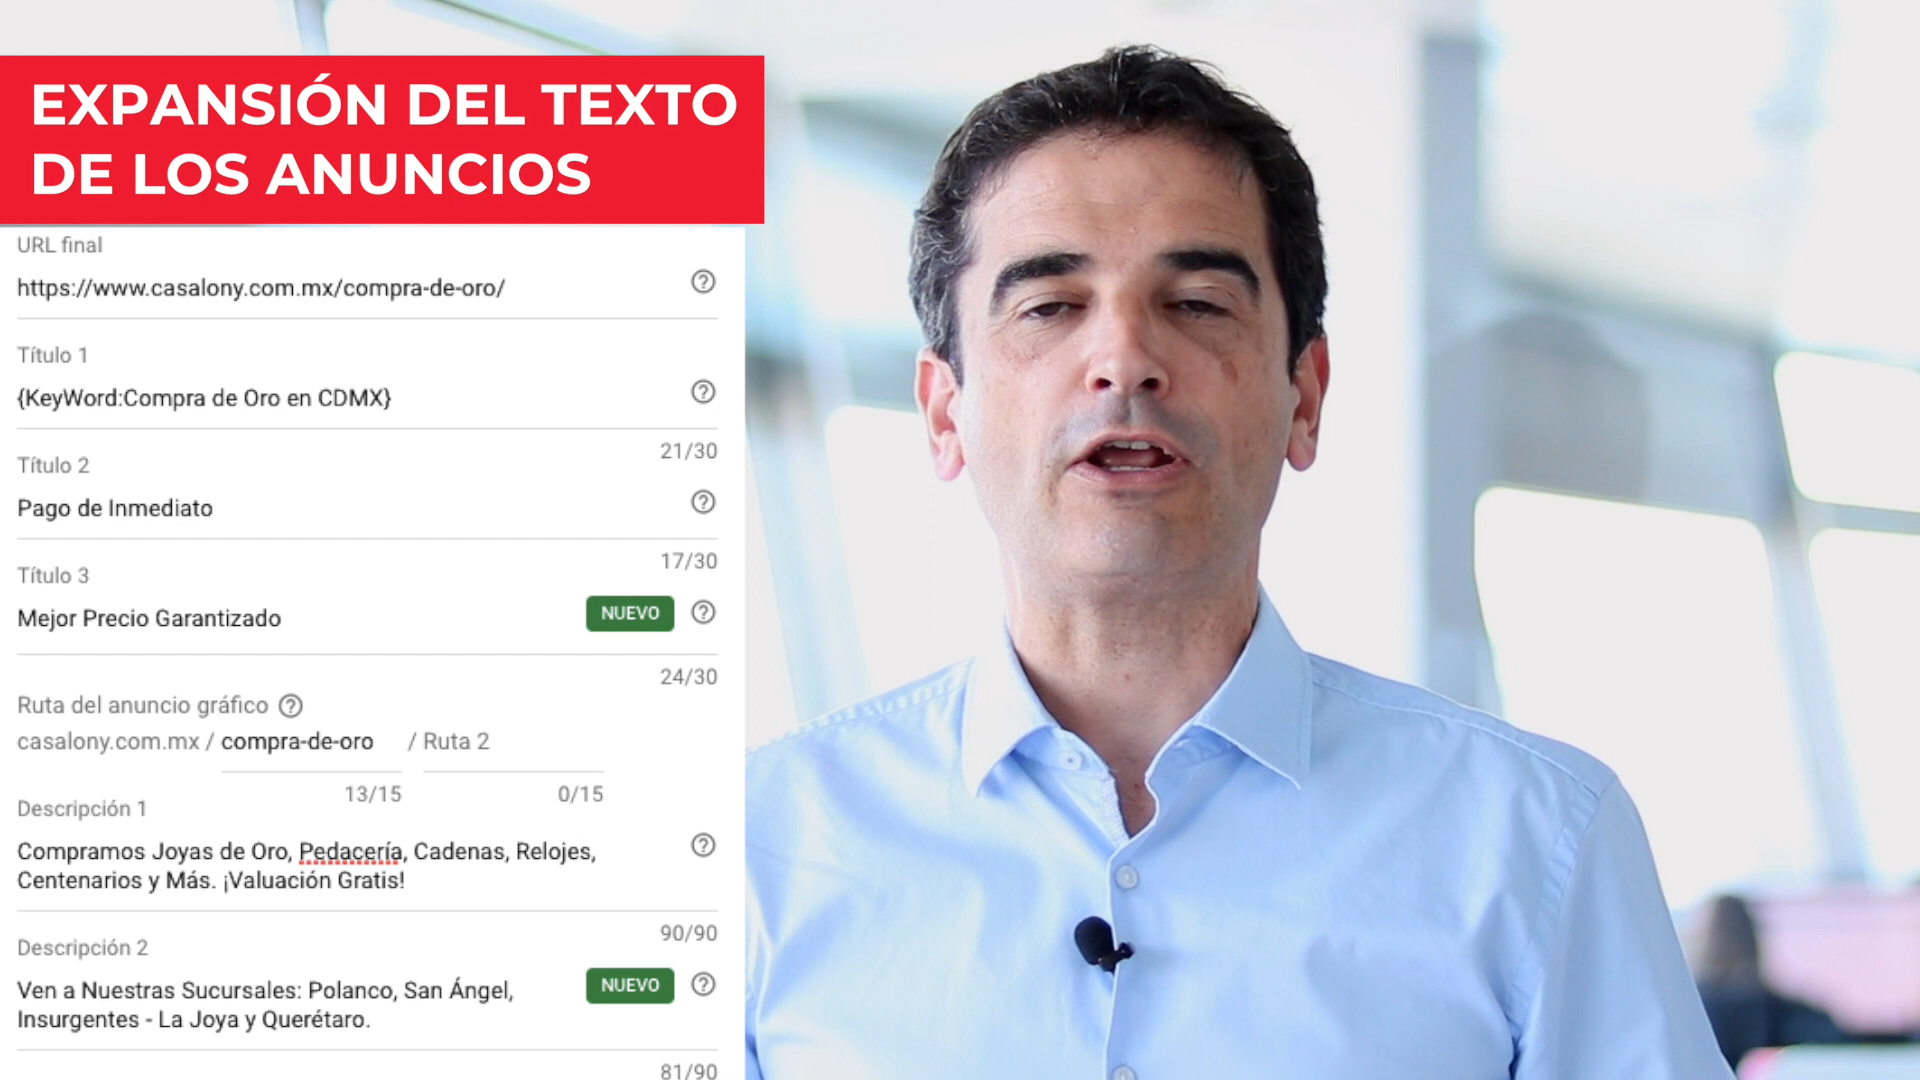 EXPANSIÓN DEL TEXTO
DE LOS ANUNCIOS
URL final
https://www.casalony.com.mx/compra-de-oro/
Título 1
{KeyWord:Compra de Oro en CDMX}
21/30
Título 2
Pago de Inmediato
17/30
Título 3
Mejor Precio Garantizado
NUEVO
24/30
Ruta del anuncio gráfico
casalony.com.mx / compra-de-oro / Ruta 2
13/15 0/15
Descripción 1
Compramos Joyas de Oro, Pedacería, Cadenas, Relojes,
Centenarios y Más. ¡Valuación Gratis!
90/90
Descripción 2
Ven a Nuestras Sucursales: Polanco, San Ángel,
Insurgentes - La Joya y Querétaro.
NUEVO
81/90